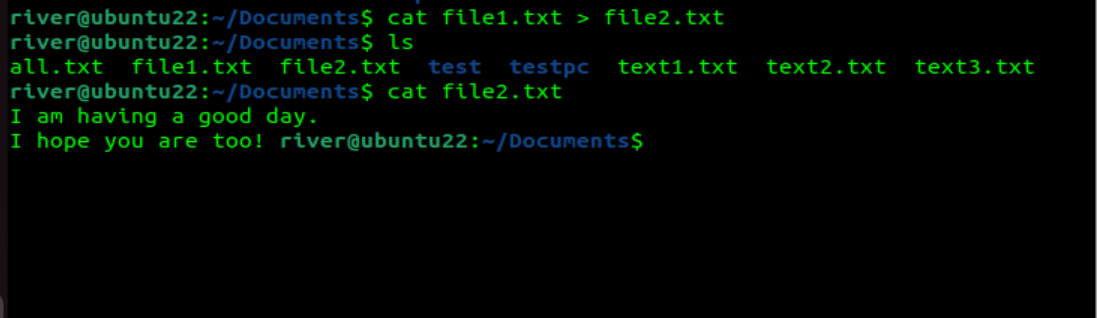 river@ubuntu22:~/Documents$ cat file1.txt > file2.txt
river@ubuntu22:~/Documents$ ls
all.txt  file1.txt  file2.txt  test  testpc  text1.txt  text2.txt  text3.txt
river@ubuntu22:~/Documents$ cat file2.txt
I am having a good day.
I hope you are too! river@ubuntu22:~/Documents$